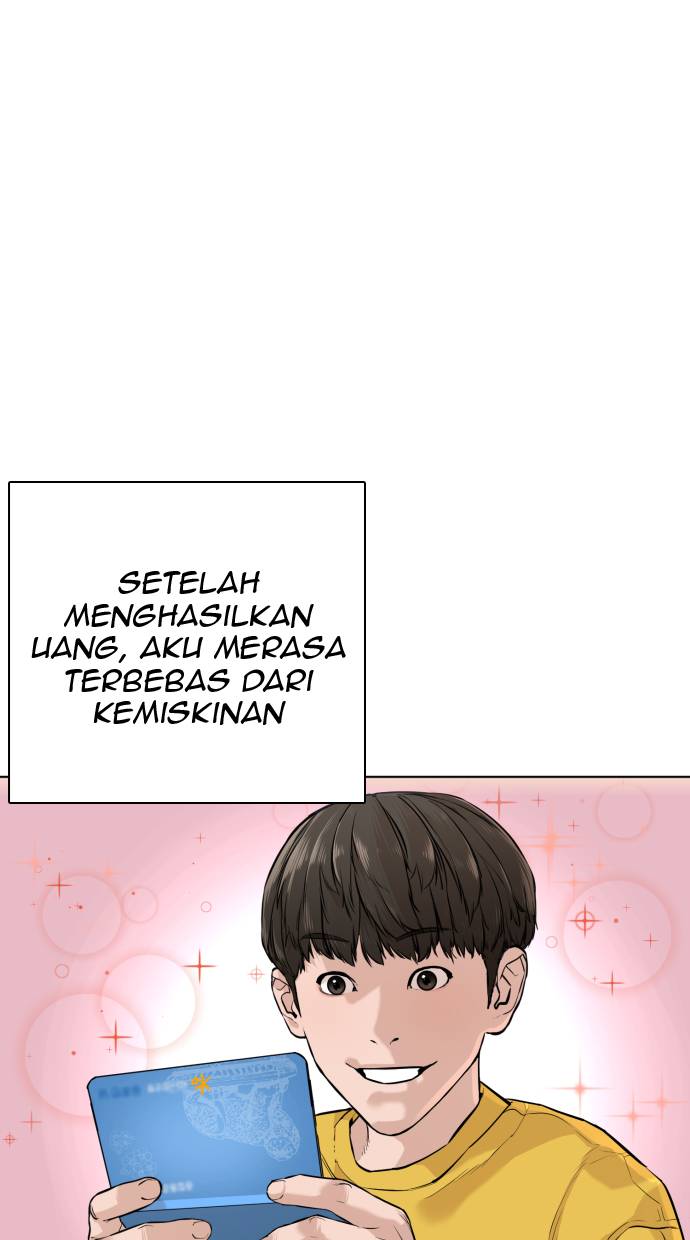 SETELAH
MENGHASILKAN
UANG, AKU MERASA
TERBEBAS DARI
KEMISKINAN